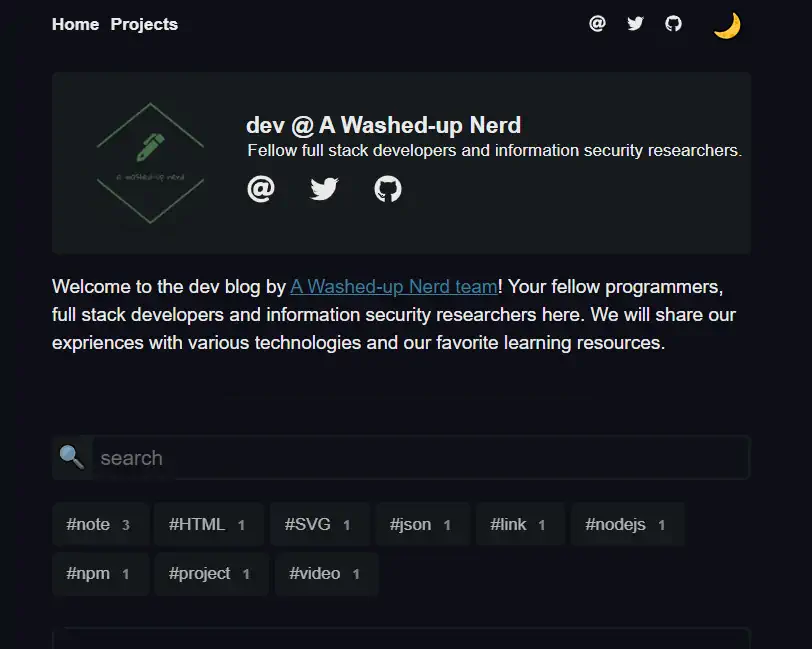 Home Projects
a washed-up nerd
dev @ A Washed-up Nerd
Fellow full stack developers and information security researchers.
Welcome to the dev blog by A Washed-up Nerd team! Your fellow programmers,
full stack developers and information security researchers here. We will share our
expriences with various technologies and our favorite learning resources.
search
#note 3 #HTML 1 #SVG 1 #json 1 #link 1 #nodejs 1
#npm 1 #project 1 #video 1